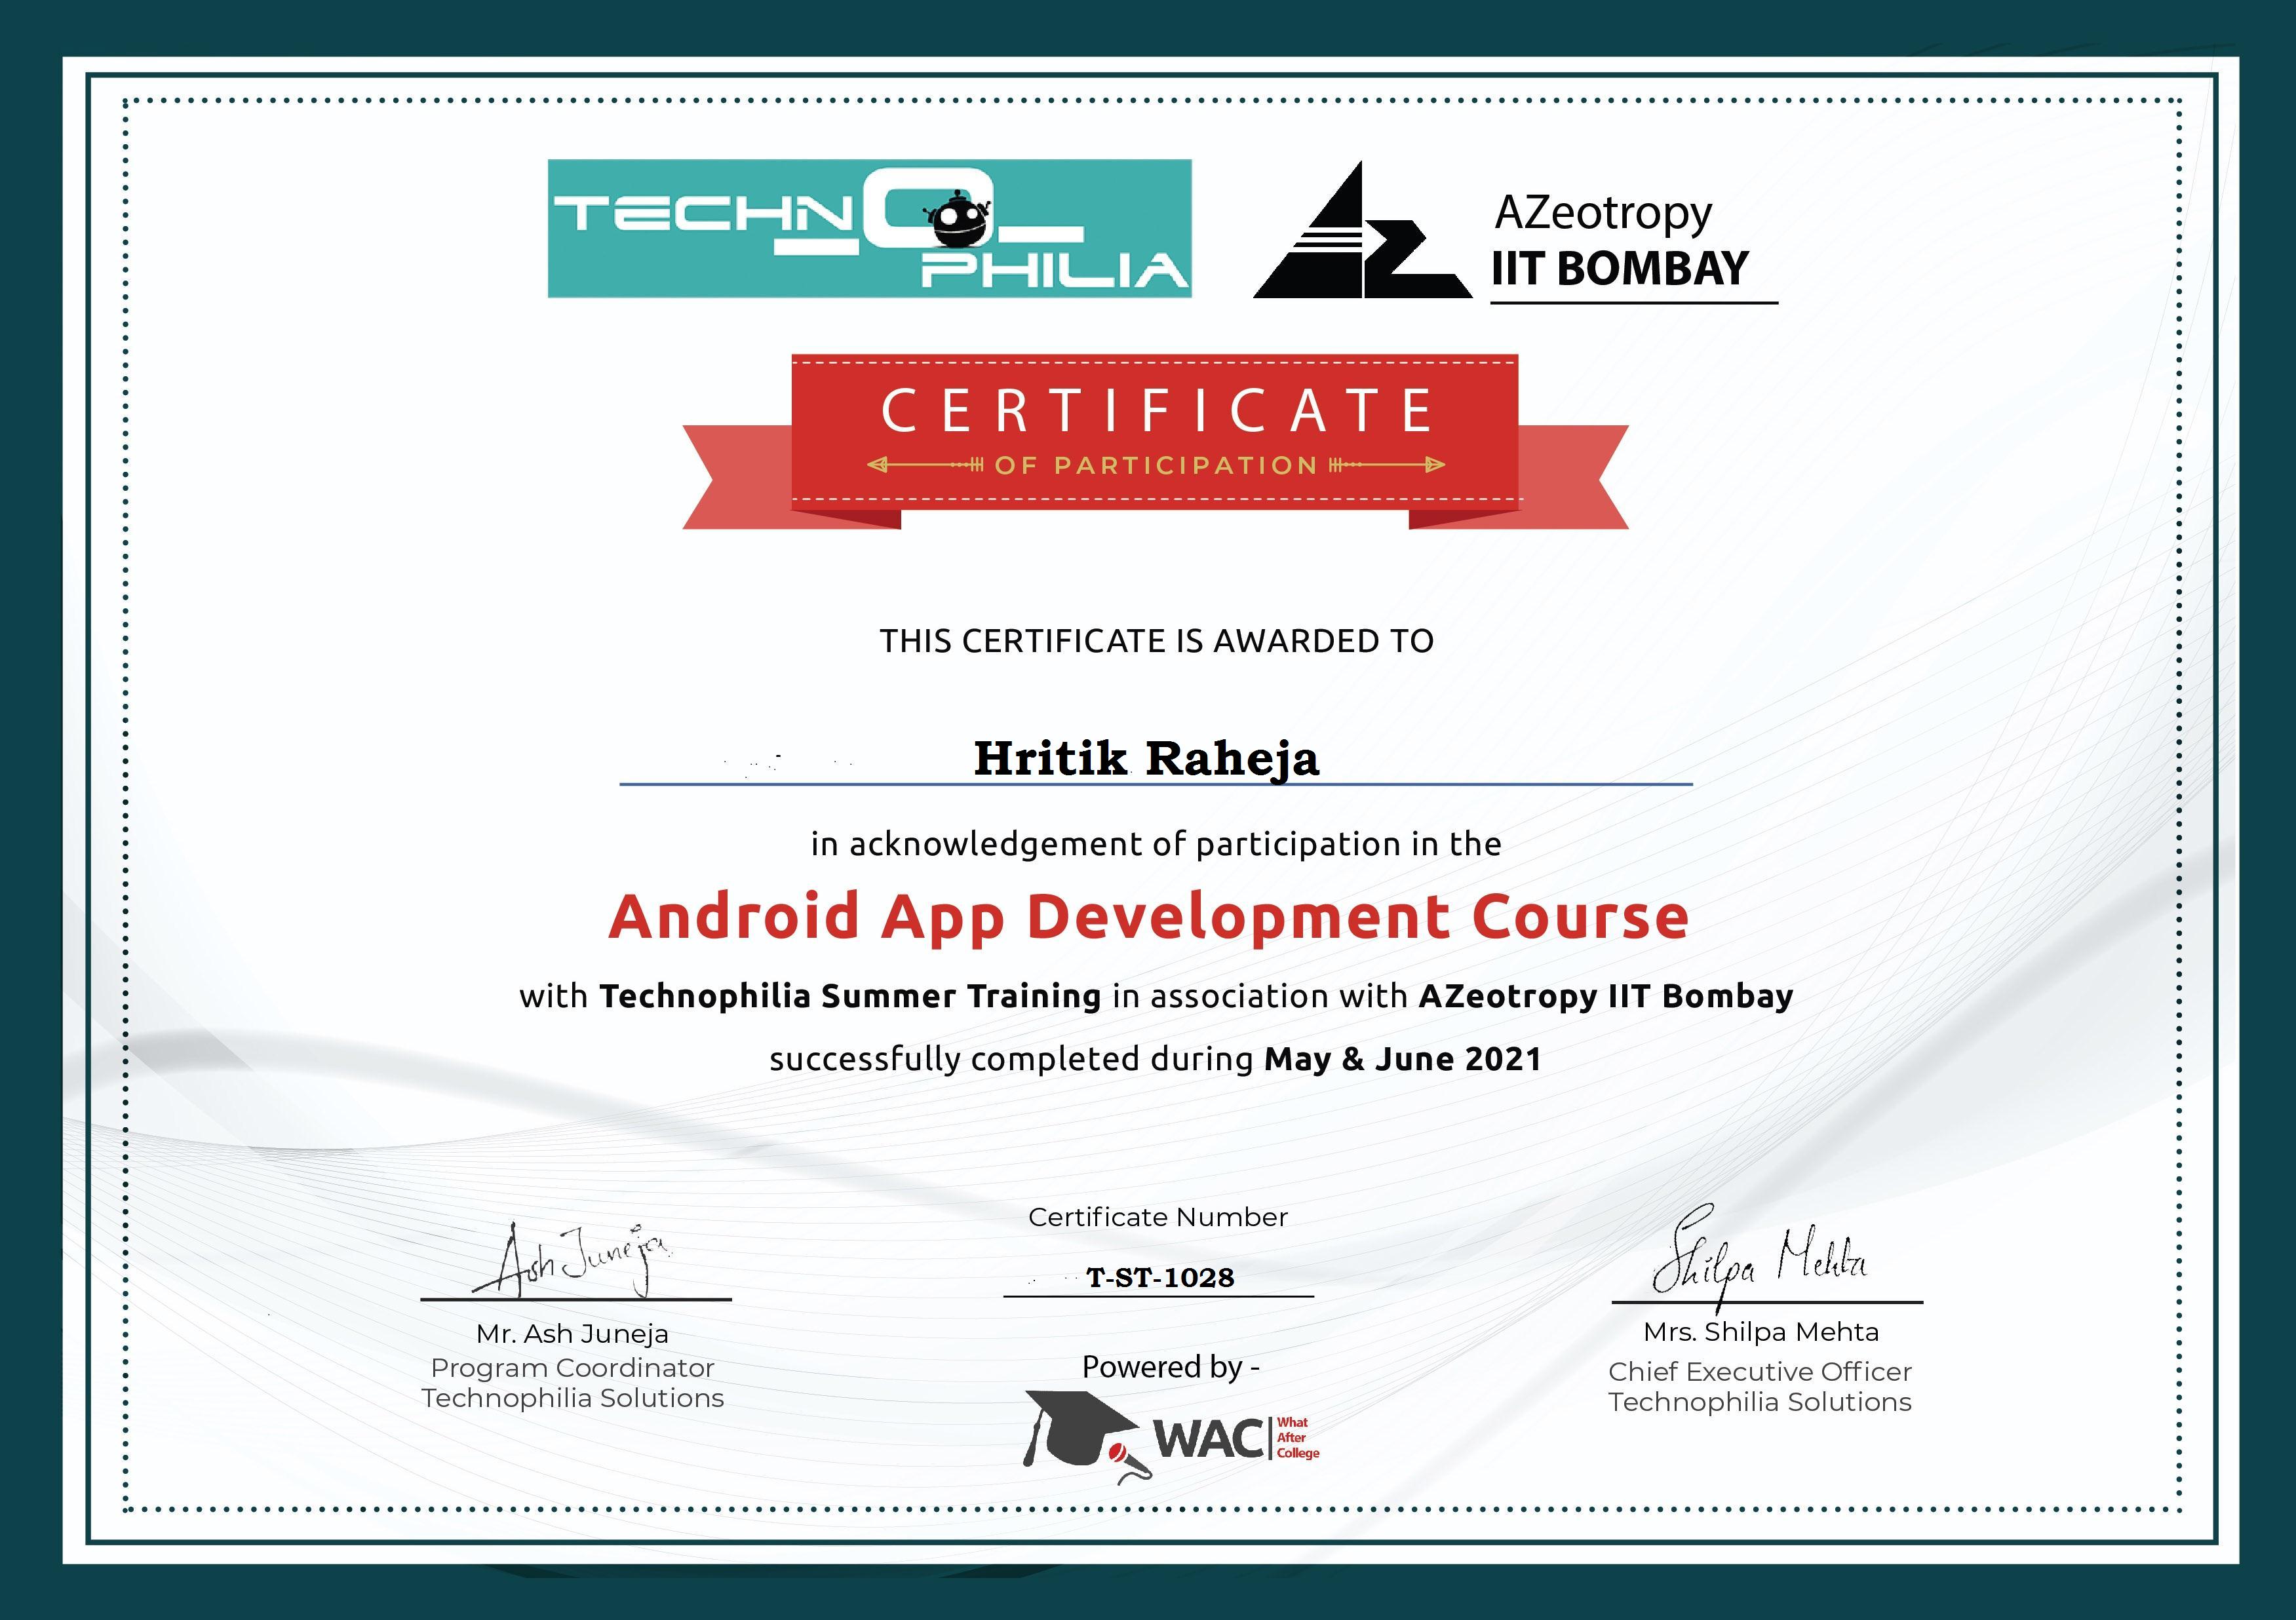 TECHNO
PHILIA
AZ
AZeotropy
IIT BOMBAY
CERTIFICATE
OF PARTICIPATION
THIS CERTIFICATE IS AWARDED TO
Hritik Raheja
in acknowledgement of participation in the
Android App Development Course
with Technophilia Summer Training in association with AZeotropy IIT Bombay
successfully completed during May & June 2021
Ash Juneja
Mr. Ash Juneja
Program Coordinator
Technophilia Solutions
Certificate Number
T-ST-1028
Powered by -
WAC
What
After
College
Shilpa Mehta
Mrs. Shilpa Mehta
Chief Executive Officer
Technophilia Solutions